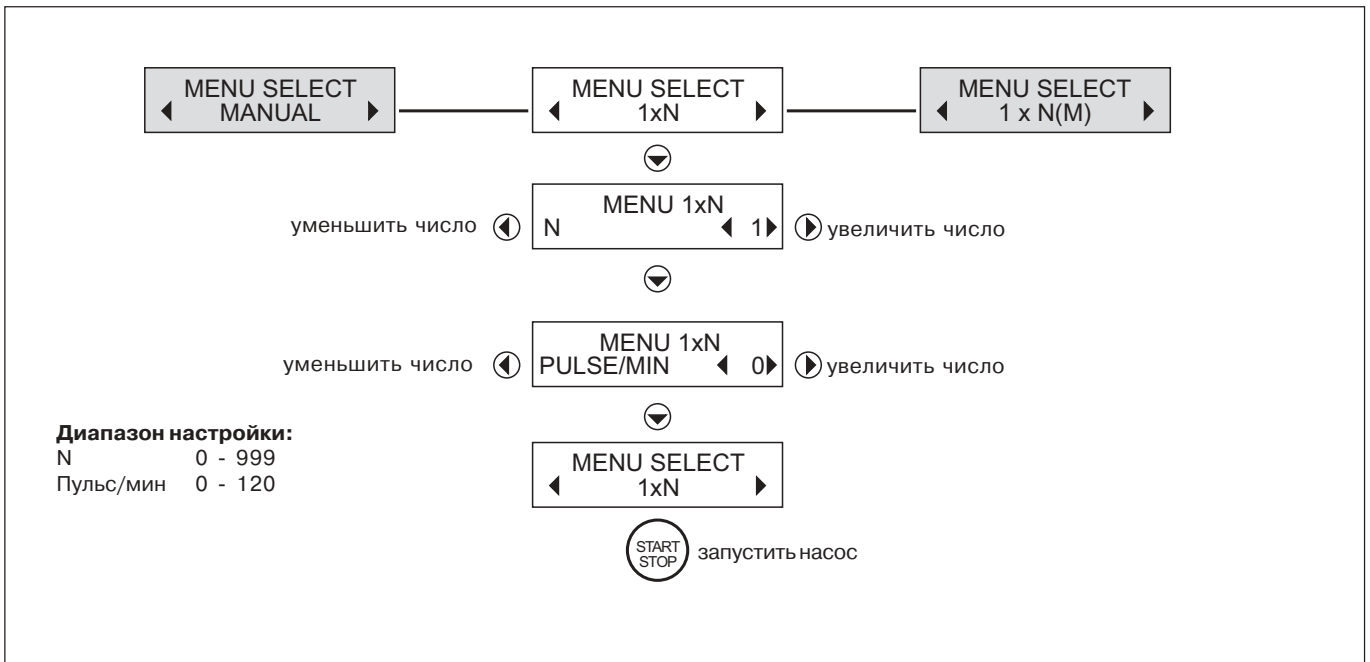 MENU SELECT
◀ MANUAL ▶
MENU SELECT
◀ 1xN ▶
MENU SELECT
◀ 1 x N(M) ▶
MENU 1xN
уменьшить число
N ◀ 1▶
увеличить число
MENU 1xN
уменьшить число
PULSE/MIN ◀ 0▶
увеличить число
Диапазон настройки:
N 0 - 999
Пульс/мин 0 - 120
MENU SELECT
◀ 1xN ▶
START
STOP
запустить насос